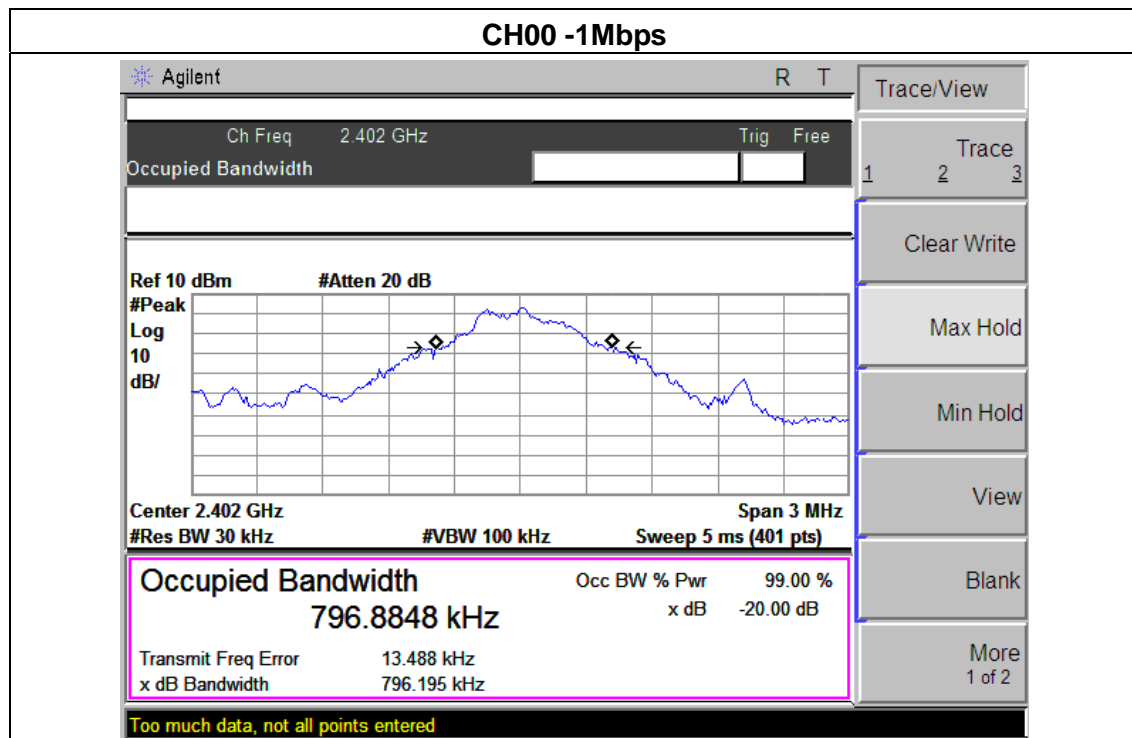 CH00 -1Mbps
Agilent R T
Ch Freq 2.402 GHz Trig Free
Occupied Bandwidth
Ref 10 dBm #Atten 20 dB
#Peak
Log
10
dB/
Center 2.402 GHz Span 3 MHz
#Res BW 30 kHz #VBW 100 kHz Sweep 5 ms (401 pts)
Occupied Bandwidth Occ BW % Pwr 99.00 %
796.8848 kHz x dB -20.00 dB
Transmit Freq Error 13.488 kHz
x dB Bandwidth 796.195 kHz
Too much data, not all points entered
Trace/View
Trace
1 2 3
Clear Write
Max Hold
Min Hold
View
Blank
More
1 of 2